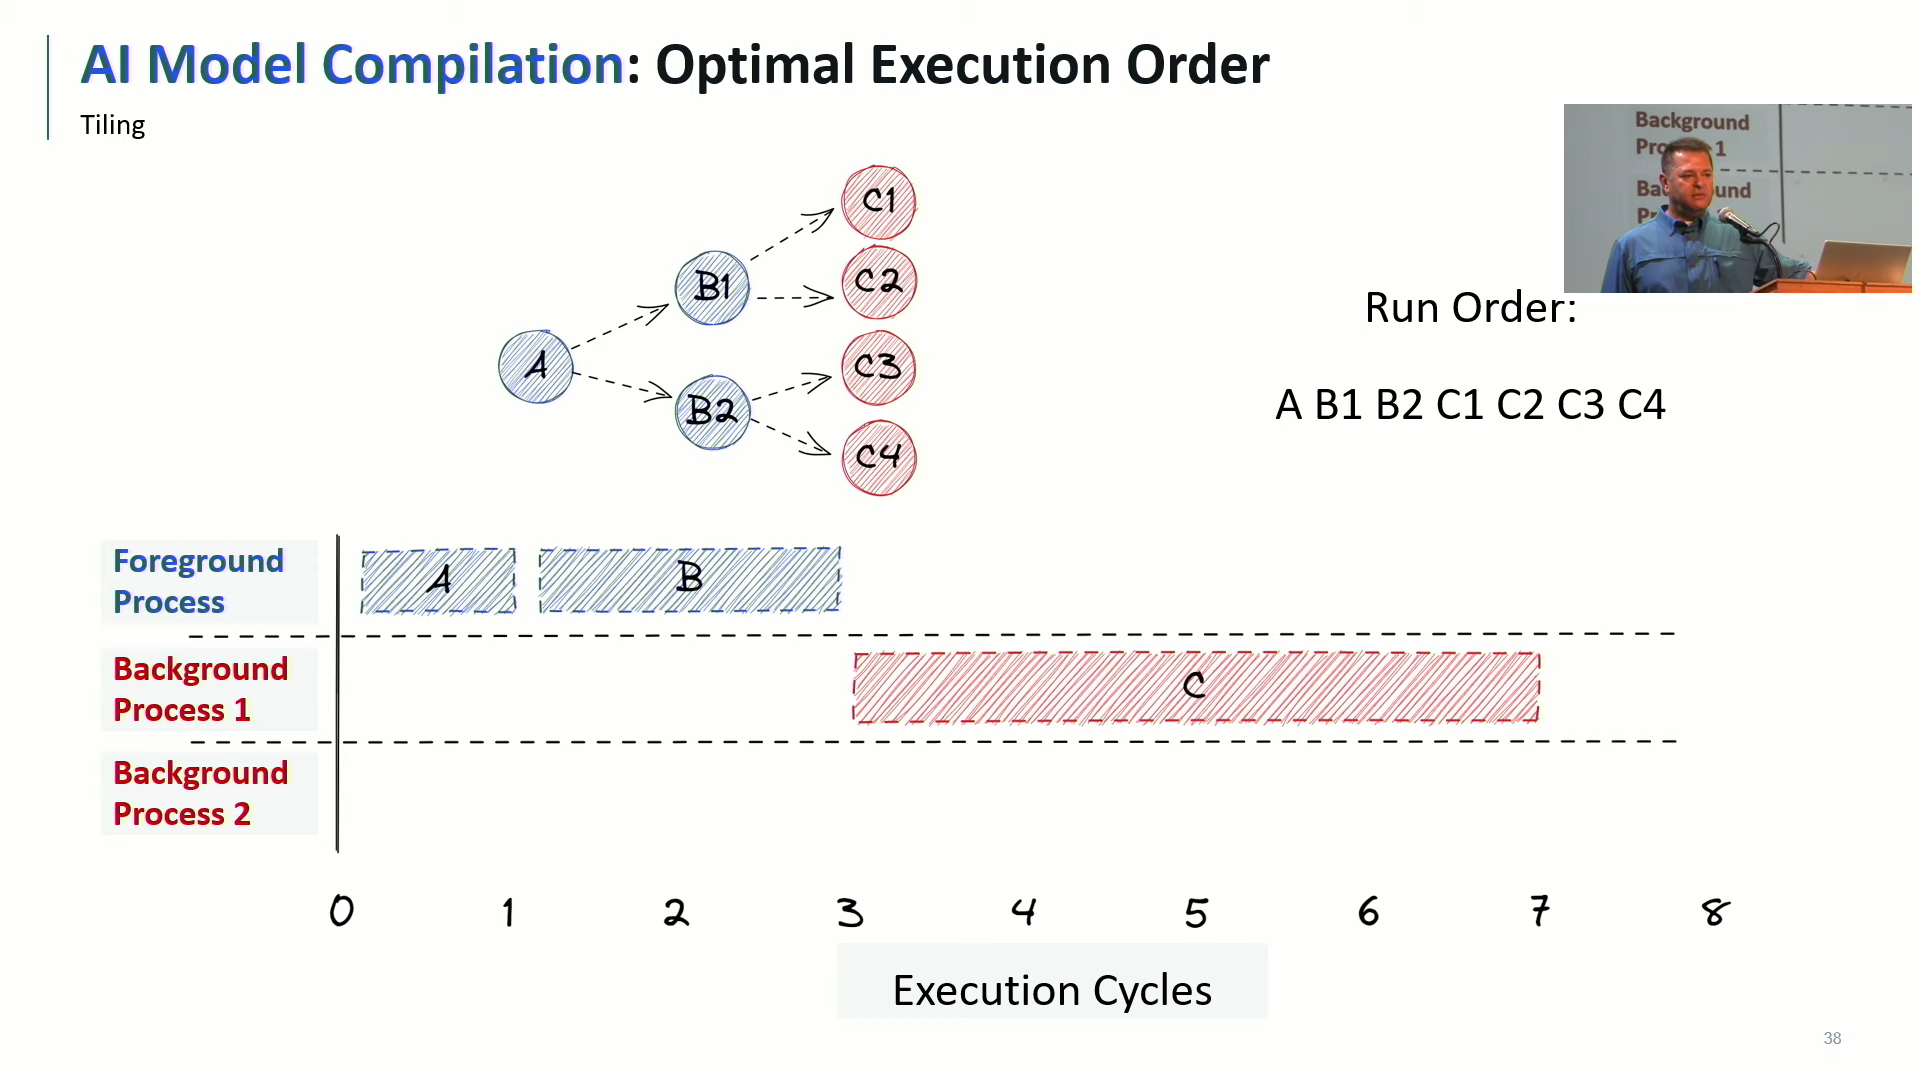 AI Model Compilation: Optimal Execution Order
Tiling
Background
1
Run Order:
A B1 B2 C1 C2 C3 C4
C1
C2
C3
C4
B1
B2
A
Foreground
Process
A
B
Background
Process 1
C
Background
Process 2
0 1 2 3 4 5 6 7 8
Execution Cycles
38